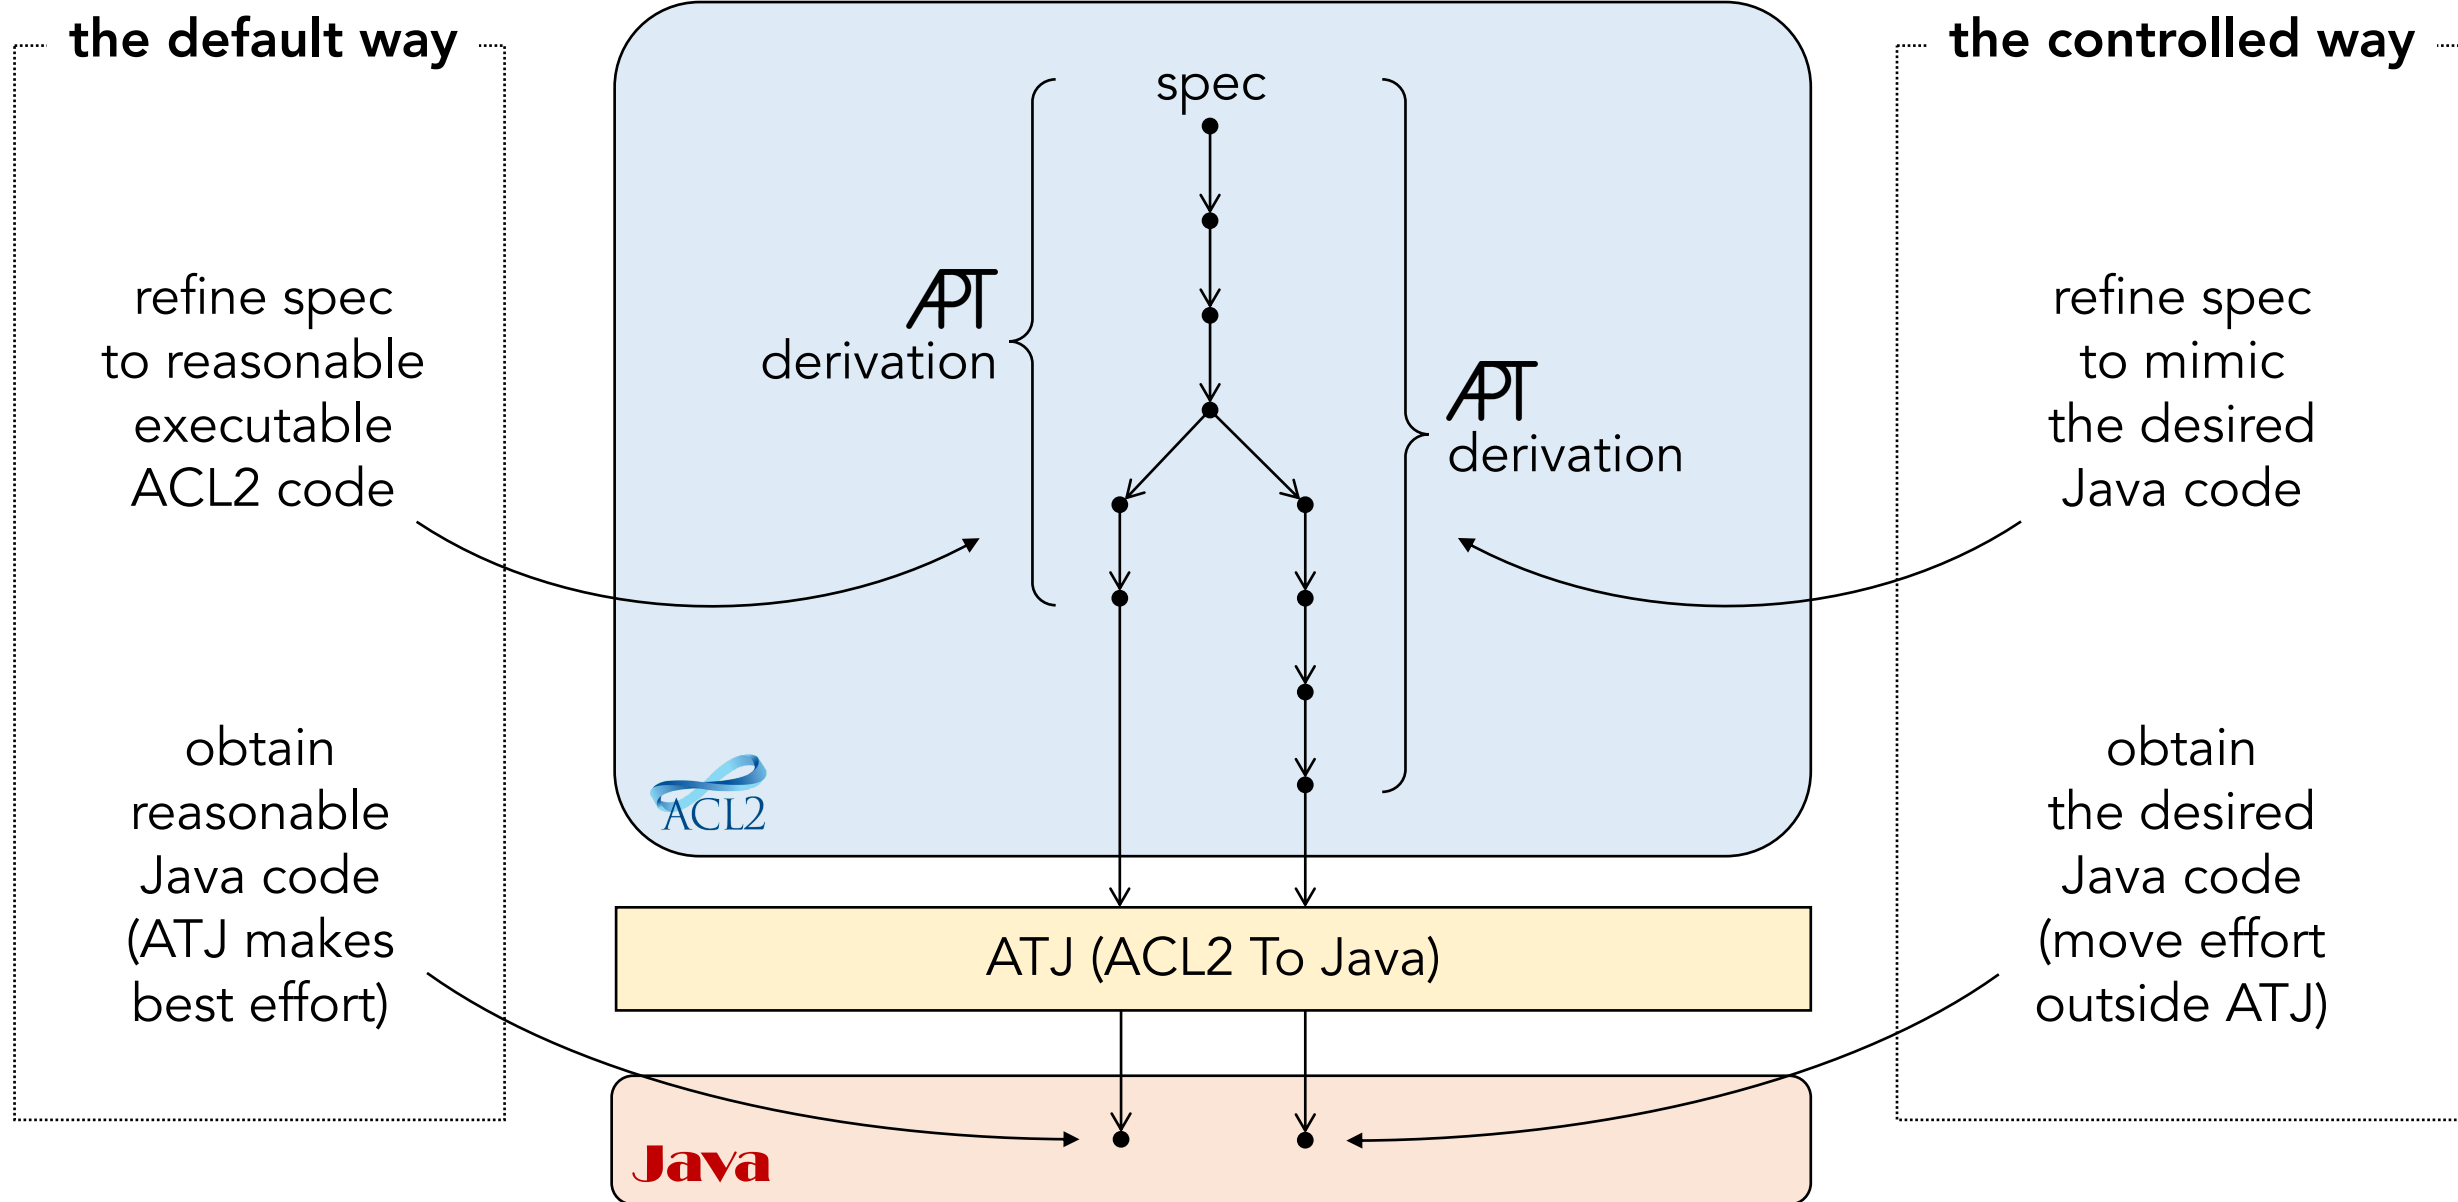 the default way
refine spec
to reasonable
executable
ACL2 code
obtain
reasonable
Java code
(ATJ makes
best effort)
spec
APT
derivation
APT
derivation
ACL2
ATJ (ACL2 To Java)
Java
the controlled way
refine spec
to mimic
the desired
Java code
obtain
the desired
Java code
(move effort
outside ATJ)